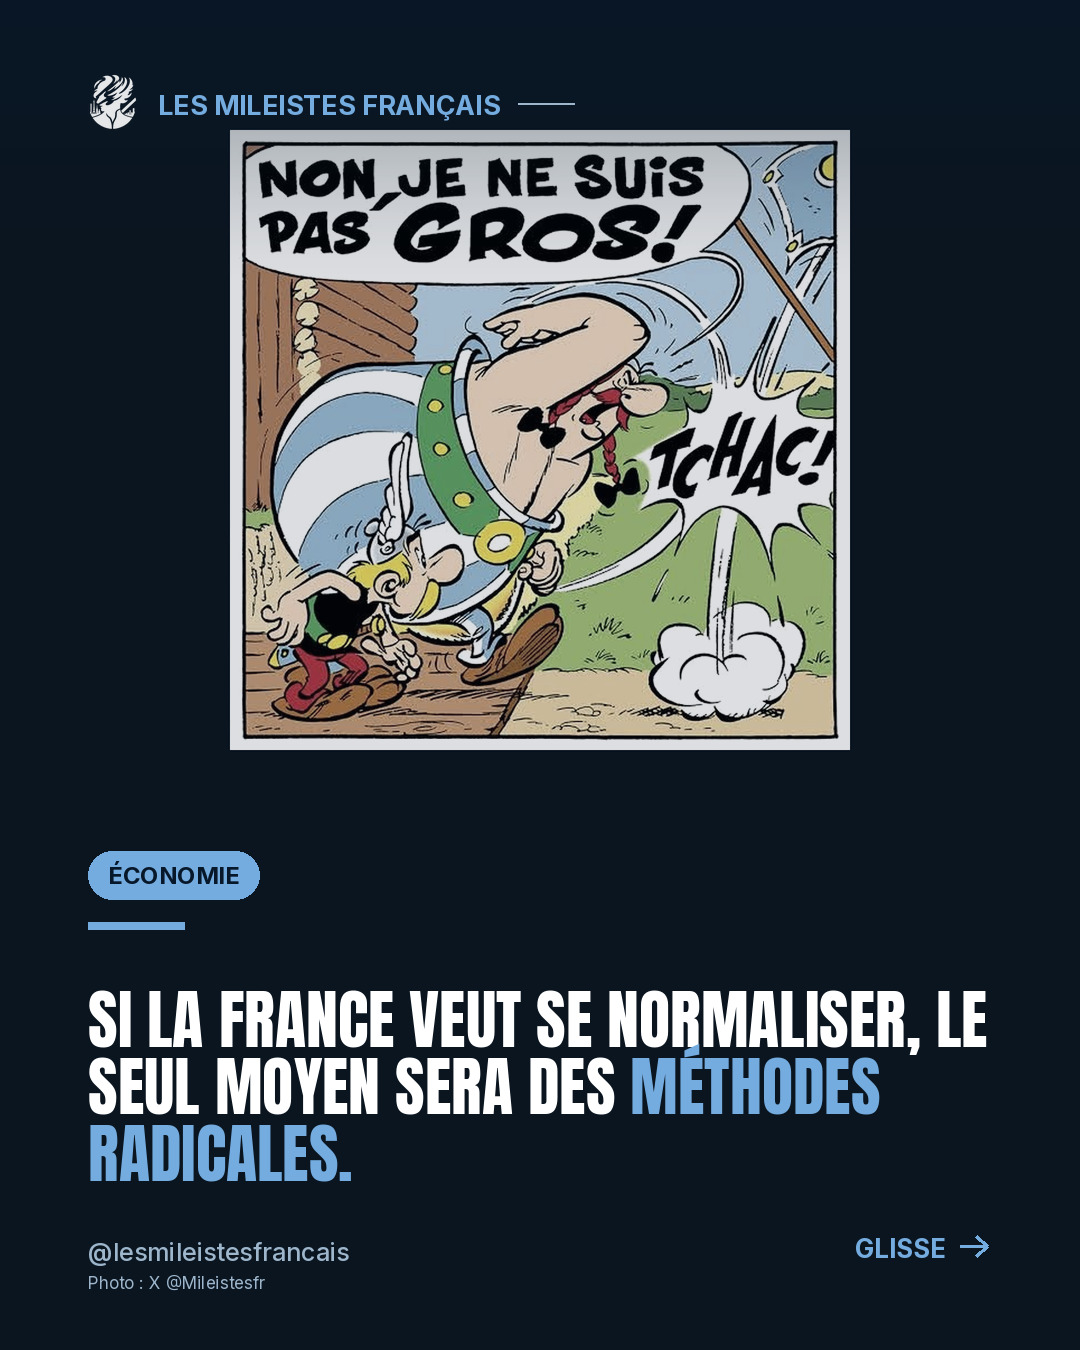 LES MILEISTES FRANÇAIS
NON, JE NE SUiS
PAS GROS!
TCHAC!
ÉCONOMIE
SI LA FRANCE VEUT SE NORMALISER, LE
SEUL MOYEN SERA DES MÉTHODES
RADICALES.
@lesmileistesfrancais
GLISSE
Photo : X @Mileistesfr